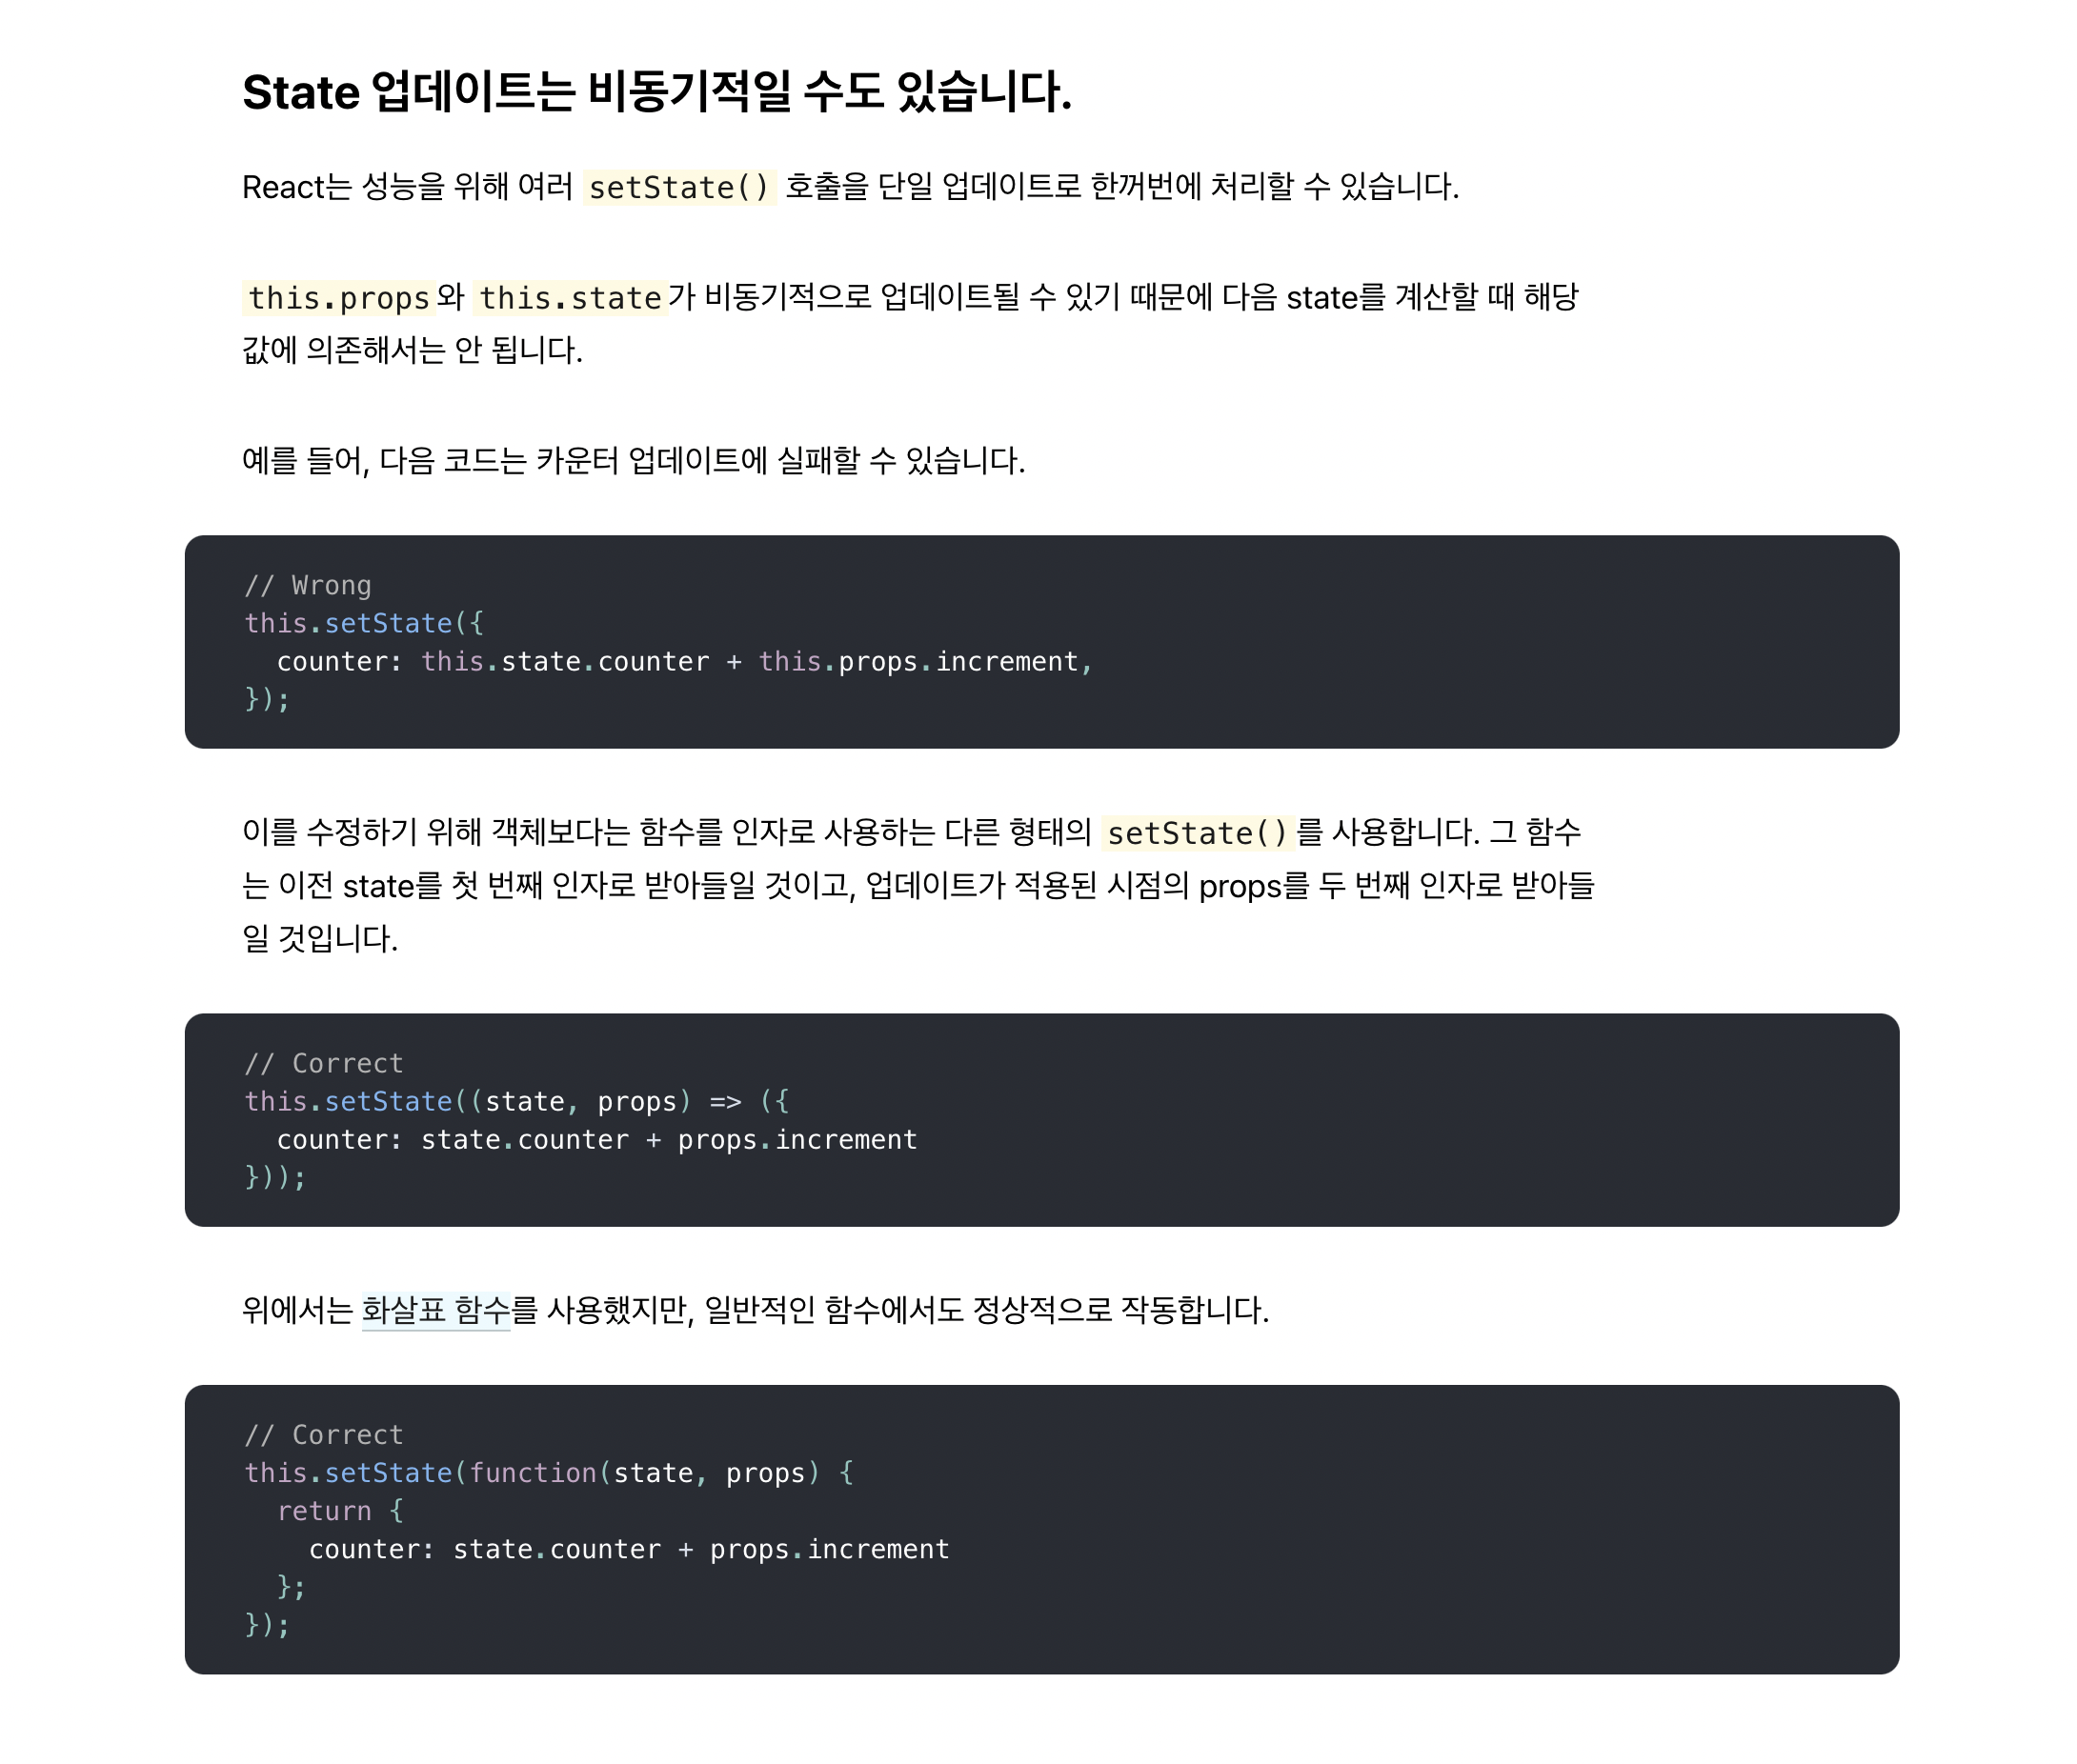 State 업데이트는 비동기적일 수도 있습니다.
React는 성능을 위해 여러 setState() 호출을 단일 업데이트로 한꺼번에 처리할 수 있습니다.
this.props와 this.state가 비동기적으로 업데이트될 수 있기 때문에 다음 state를 계산할 때 해당
값에 의존해서는 안 됩니다.
예를 들어, 다음 코드는 카운터 업데이트에 실패할 수 있습니다.
// Wrong
this.setState({
  counter: this.state.counter + this.props.increment,
});
이를 수정하기 위해 객체보다는 함수를 인자로 사용하는 다른 형태의 setState()를 사용합니다. 그 함수
는 이전 state를 첫 번째 인자로 받아들일 것이고, 업데이트가 적용된 시점의 props를 두 번째 인자로 받아들
일 것입니다.
// Correct
this.setState((state, props) => ({
  counter: state.counter + props.increment
}));
위에서는 화살표 함수를 사용했지만, 일반적인 함수에서도 정상적으로 작동합니다.
// Correct
this.setState(function(state, props) {
  return {
    counter: state.counter + props.increment
  };
});